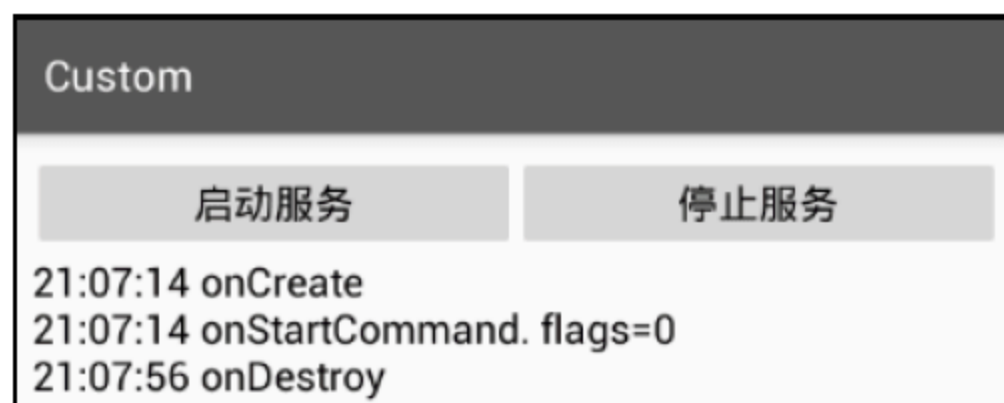 Custom
启动服务 停止服务
21:07:14 onCreate
21:07:14 onStartCommand. flags=0
21:07:56 onDestroy